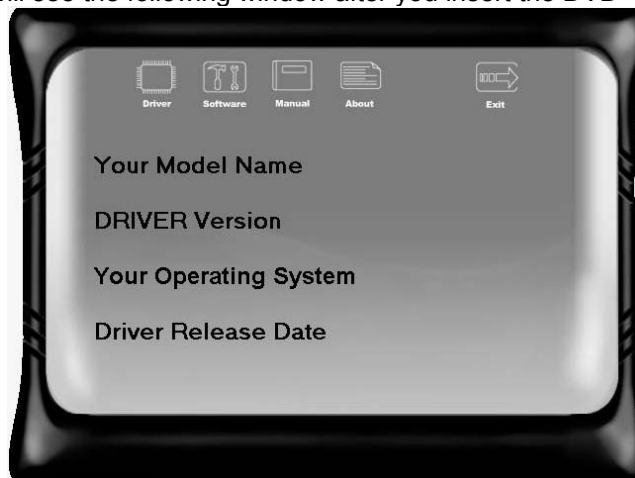 see the following window after you insert the DVD
Driver Software Manual About Exit
Your Model Name
DRIVER Version
Your Operating System
Driver Release Date